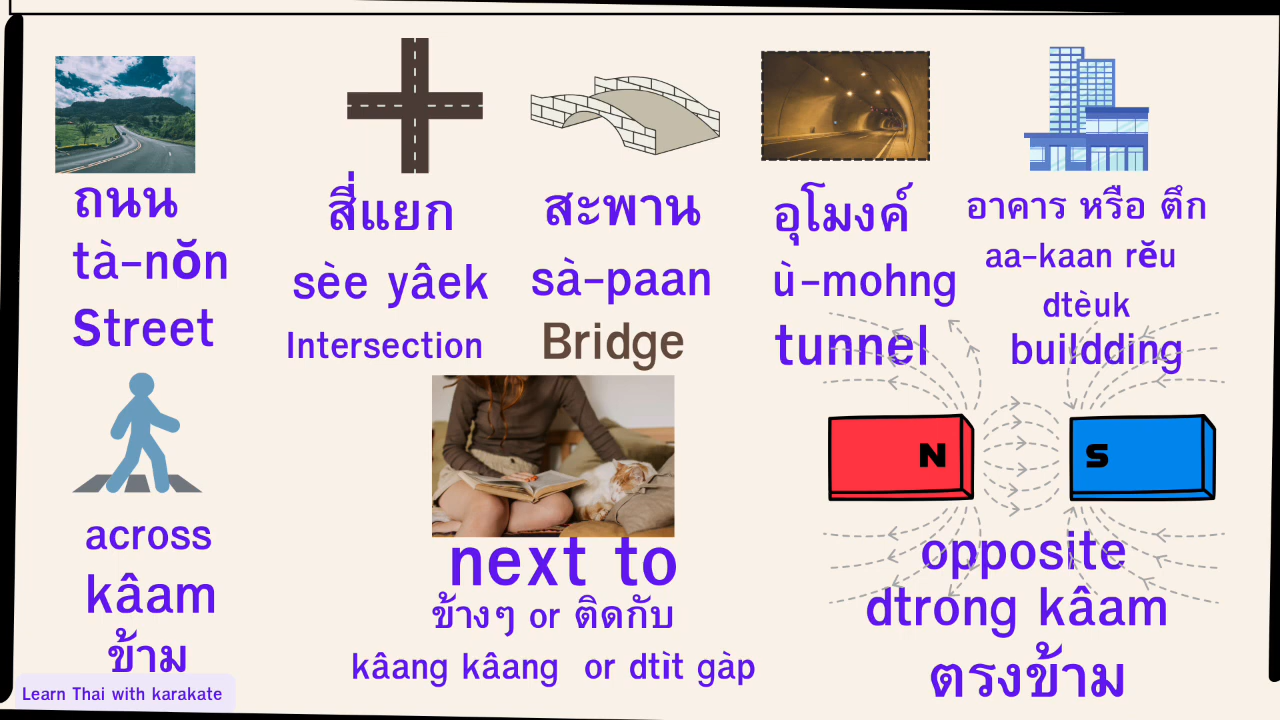 ถนน
tà-nŏn
Street
สี่แยก
sèe yâek
Intersection
สะพาน
sà-paan
Bridge
อุโมงค์
ù-mohng
tunnel
อาคาร หรือ ตึก
aa-kaan rĕu
dtèuk
buildding
across
kâam
ข้าม
next to
ข้างๆ or ติดกับ
kâang kâang or dtìt gàp
N
S
opposite
dtrong kâam
ตรงข้าม
Learn Thai with karakate